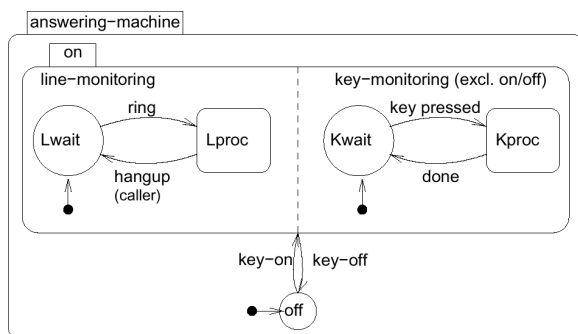 answering-machine
on
line-monitoring
key-monitoring (excl. on/off)
ring
key pressed
Lwait
Lproc
Kwait
Kproc
hangup
(caller)
done
key-on
key-off
off